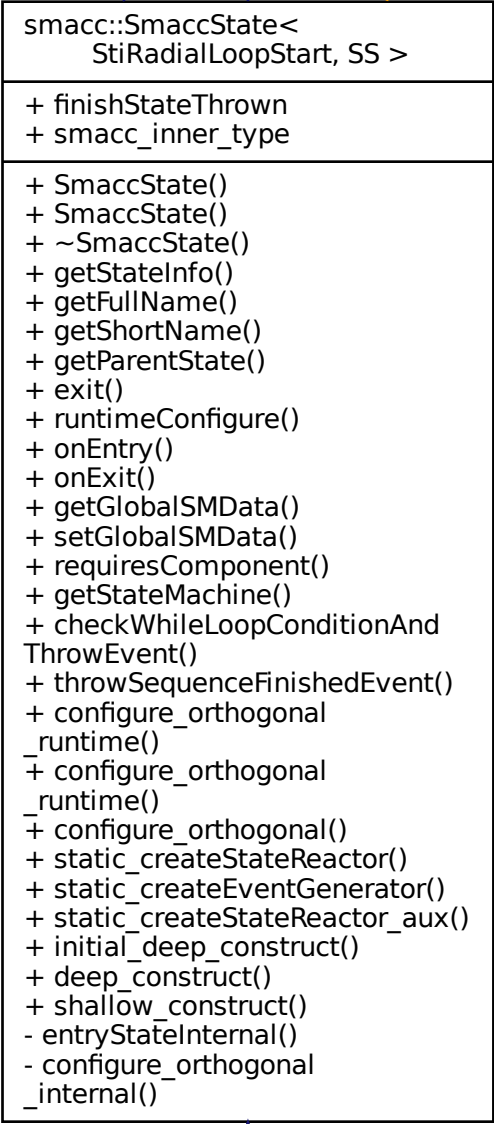 smacc::SmaccState<
StiRadialLoopStart, SS >
+ finishStateThrown
+ smacc_inner_type
+ SmaccState()
+ SmaccState()
+ ~SmaccState()
+ getStateInfo()
+ getFullName()
+ getShortName()
+ getParentState()
+ exit()
+ runtimeConfigure()
+ onEntry()
+ onExit()
+ getGlobalSMData()
+ setGlobalSMData()
+ requiresComponent()
+ getStateMachine()
+ checkWhileLoopConditionAnd
ThrowEvent()
+ throwSequenceFinishedEvent()
+ configure_orthogonal
_runtime()
+ configure_orthogonal
_runtime()
+ configure_orthogonal()
+ static_createStateReactor()
+ static_createEventGenerator()
+ static_createStateReactor_aux()
+ initial_deep_construct()
+ deep_construct()
+ shallow_construct()
- entryStateInternal()
- configure_orthogonal
_internal()